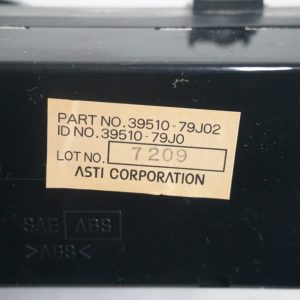 PART NO.39510-79J02
ID NO.39510-79J0
LOT NO. 7209
ASTI CORPORATION
SAE ABS
>ABS<